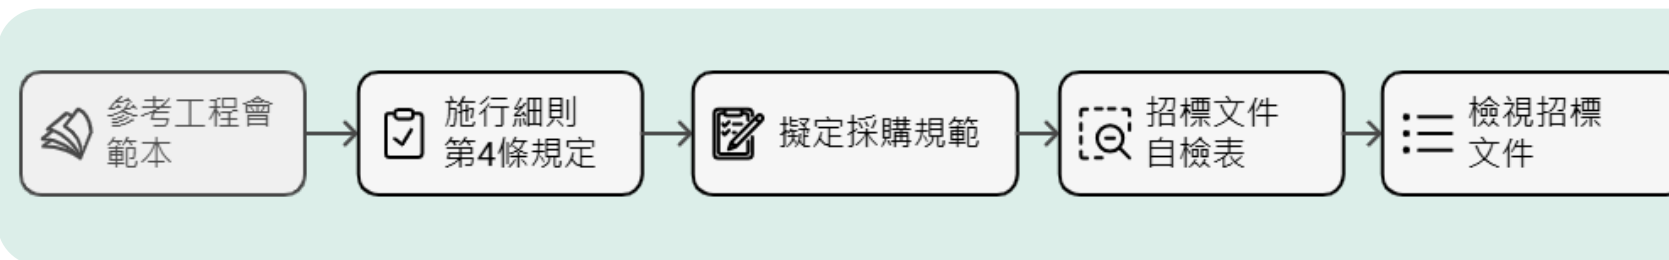 參考工程會
範本
施行細則
第4條規定
擬定採購規範
招標文件
自檢表
檢視招標
文件